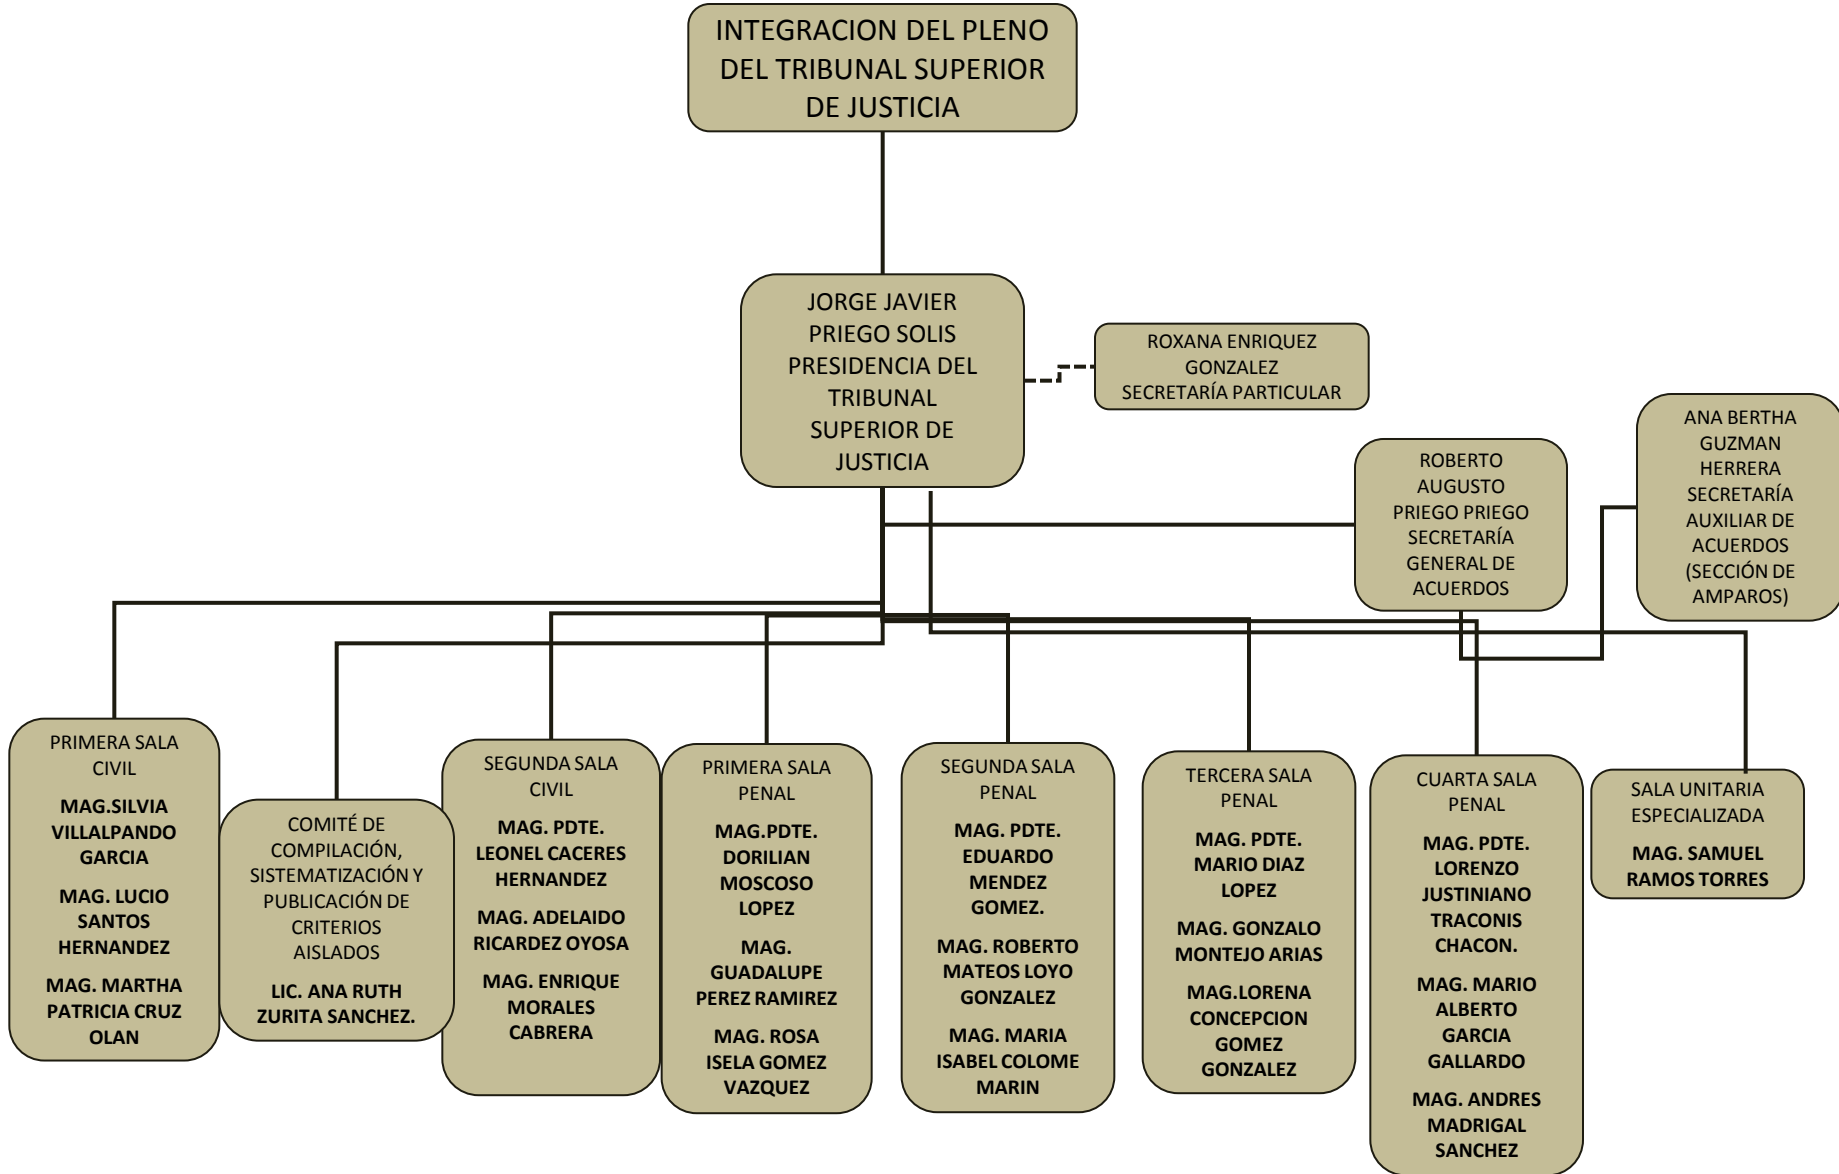 INTEGRACION DEL PLENO
DEL TRIBUNAL SUPERIOR
DE JUSTICIA
JORGE JAVIER
PRIEGO SOLIS
PRESIDENCIA DEL
TRIBUNAL
SUPERIOR DE
JUSTICIA
ROXANA ENRIQUEZ
GONZALEZ
SECRETARÍA PARTICULAR
ROBERTO
AUGUSTO
PRIEGO PRIEGO
SECRETARÍA
GENERAL DE
ACUERDOS
ANA BERTHA
GUZMAN
HERRERA
SECRETARÍA
AUXILIAR DE
ACUERDOS
(SECCIÓN DE
AMPAROS)
PRIMERA SALA
CIVIL
MAG.SILVIA
VILLALPANDO
GARCIA
MAG. LUCIO
SANTOS
HERNANDEZ
MAG. MARTHA
PATRICIA CRUZ
OLAN
COMITÉ DE
COMPILACIÓN,
SISTEMATIZACIÓN Y
PUBLICACIÓN DE
CRITERIOS
AISLADOS
LIC. ANA RUTH
ZURITA SANCHEZ.
SEGUNDA SALA
CIVIL
MAG. PDTE.
LEONEL CACERES
HERNANDEZ
MAG. ADELAIDO
RICARDEZ OYOSA
MAG. ENRIQUE
MORALES
CABRERA
PRIMERA SALA
PENAL
MAG.PDTE.
DORILIAN
MOSCOSO
LOPEZ
MAG.
GUADALUPE
PEREZ RAMIREZ
MAG. ROSA
ISELA GOMEZ
VAZQUEZ
SEGUNDA SALA
PENAL
MAG. PDTE.
EDUARDO
MENDEZ
GOMEZ.
MAG. ROBERTO
MATEOS LOYO
GONZALEZ
MAG. MARIA
ISABEL COLOME
MARIN
TERCERA SALA
PENAL
MAG. PDTE.
MARIO DIAZ
LOPEZ
MAG. GONZALO
MONTEJO ARIAS
MAG.LORENA
CONCEPCION
GOMEZ
GONZALEZ
CUARTA SALA
PENAL
MAG. PDTE.
LORENZO
JUSTINIANO
TRACONIS
CHACON.
MAG. MARIO
ALBERTO
GARCIA
GALLARDO
MAG. ANDRES
MADRIGAL
SANCHEZ
SALA UNITARIA
ESPECIALIZADA
MAG. SAMUEL
RAMOS TORRES